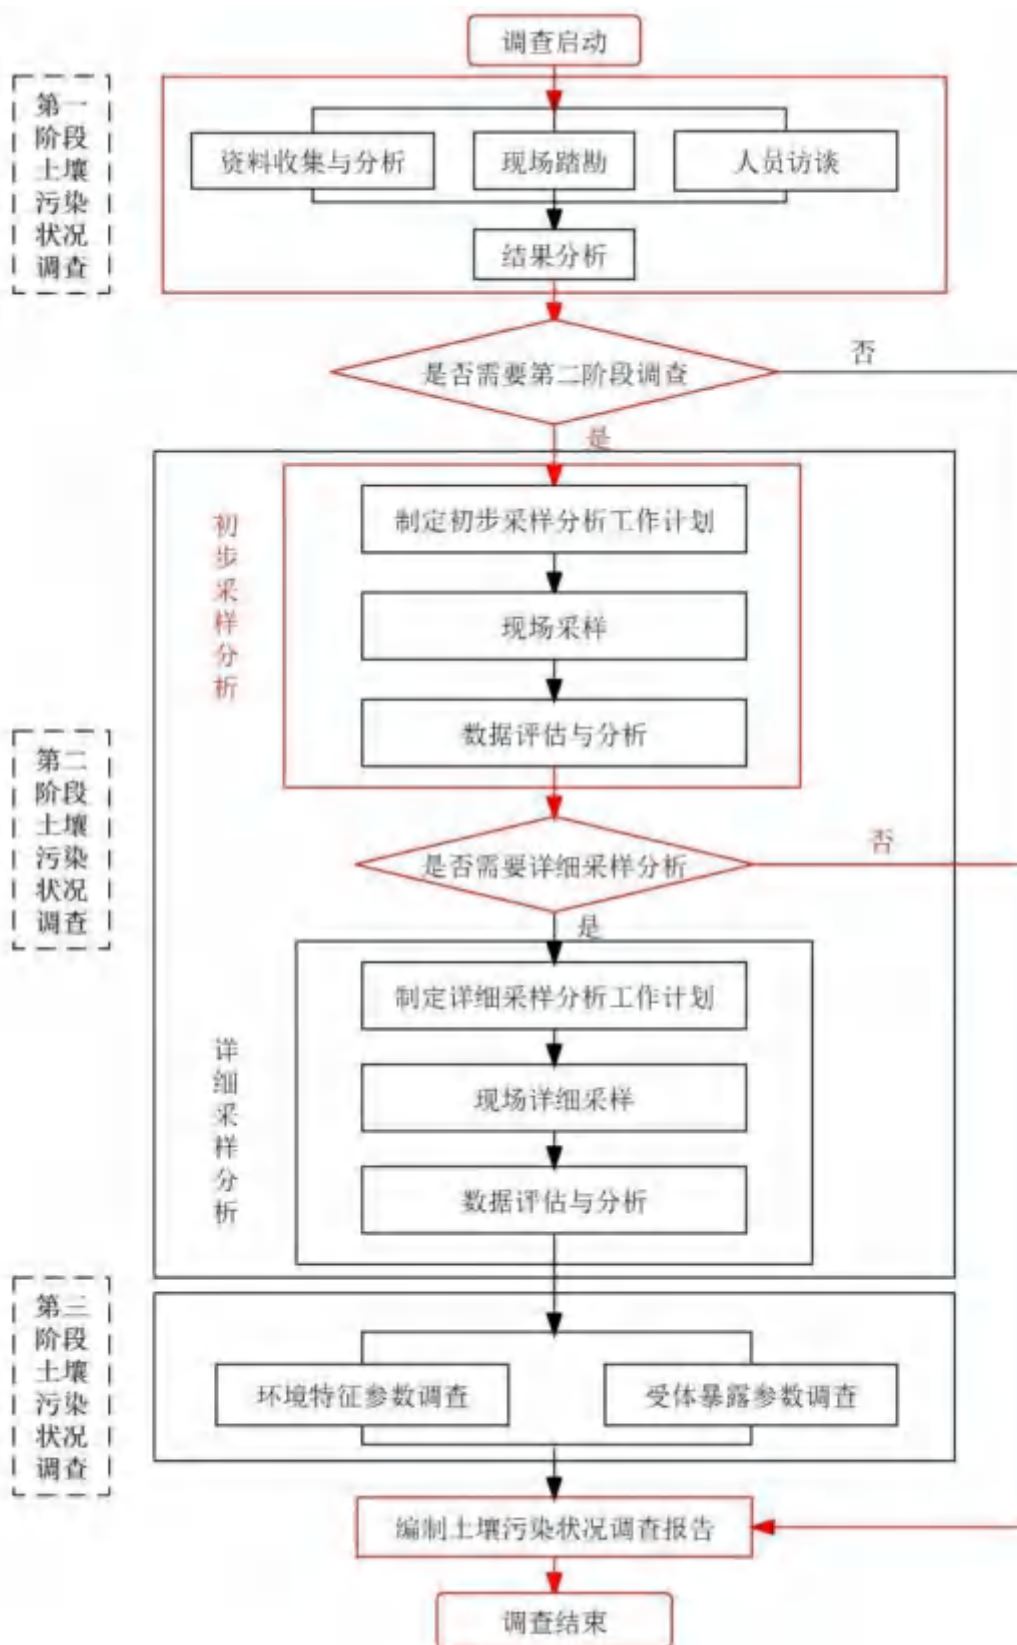 调查启动
第一阶段土壤污染状况调查
资料收集与分析
现场踏勘
人员访谈
结果分析
是否需要第二阶段调查
否
是
初步采样分析
制定初步采样分析工作计划
现场采样
数据评估与分析
第二阶段土壤污染状况调查
是否需要详细采样分析
否
是
详细采样分析
制定详细采样分析工作计划
现场详细采样
数据评估与分析
第三阶段土壤污染状况调查
环境特征参数调查
受体暴露参数调查
编制土壤污染状况调查报告
调查结束